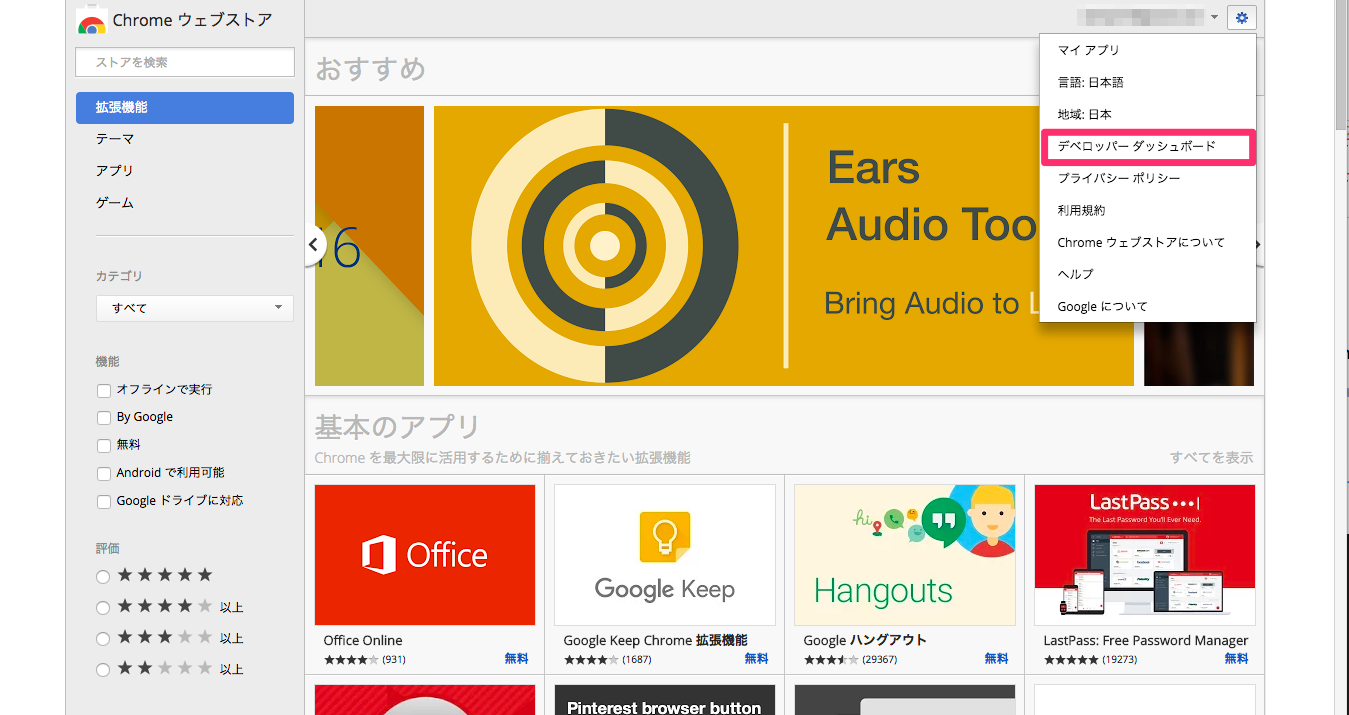 Chrome ウェブストア
ストアを検索
拡張機能
テーマ
アプリ
ゲーム
カテゴリ
すべて
機能
オフラインで実行
By Google
無料
Android で利用可能
Google ドライブに対応
評価
以上
以上
以上
マイ アプリ
言語: 日本語
地域: 日本
デベロッパー ダッシュボード
プライバシー ポリシー
利用規約
Chrome ウェブストアについて
ヘルプ
Google について
おすすめ
16
Ears
Audio Too
Bring Audio to L
基本のアプリ
Chrome を最大限に活用するために揃えておきたい拡張機能
すべてを表示
Office
Office Online
(931)
無料
Google Keep
Google Keep Chrome 拡張機能
(1687)
無料
hi
Hangouts
Google ハングアウト
(29367)
無料
LastPass
The Last Password You'll Ever Need.
LastPass: Free Password Manager
(19273)
無料
Pinterest browser button